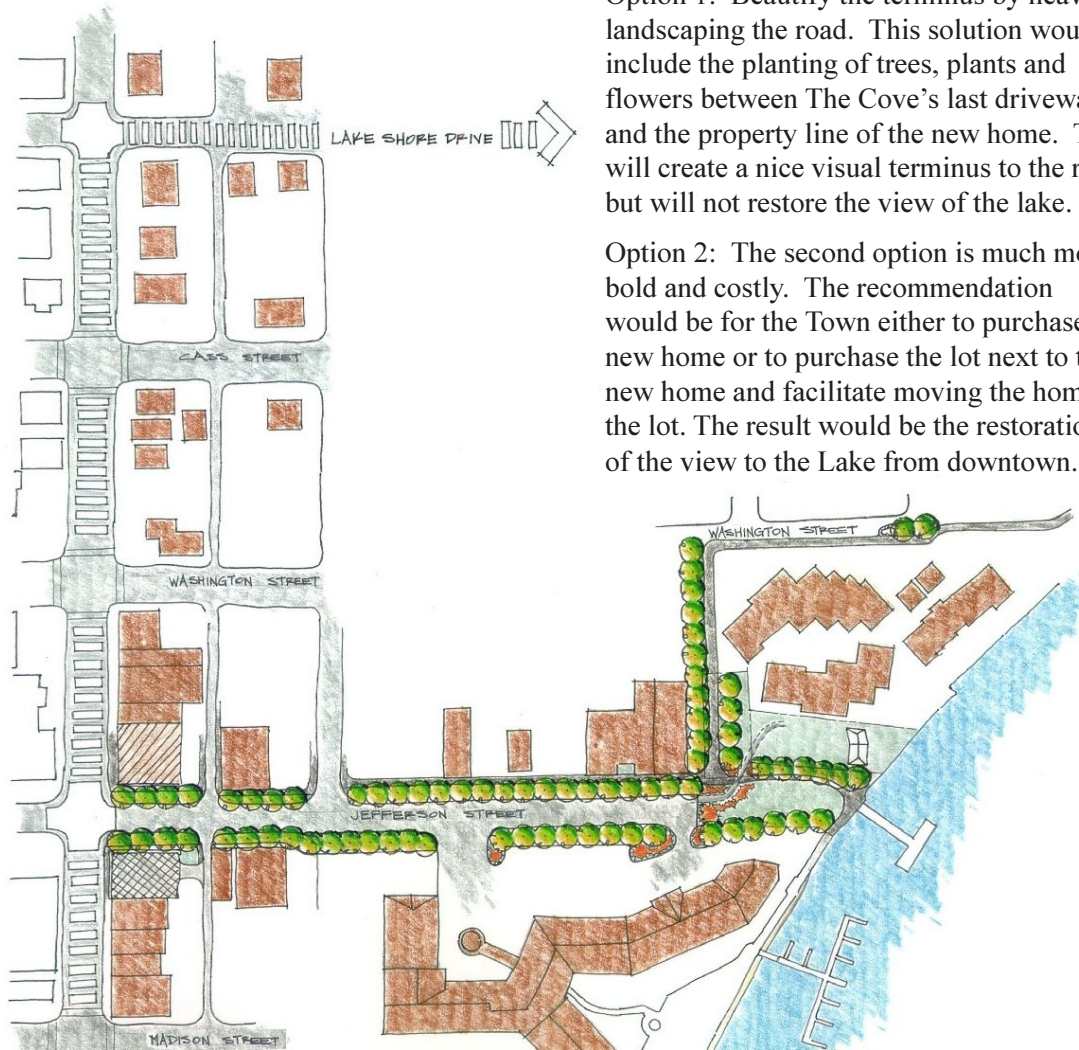 Option 1:  Beautify the terminus by heav
landscaping the road.  This solution wou
include the planting of trees, plants and
flowers between The Cove's last drivewa
and the property line of the new home.  T
will create a nice visual terminus to the r
but will not restore the view of the lake.
Option 2:  The second option is much mo
bold and costly.  The recommendation
would be for the Town either to purchase
new home or to purchase the lot next to t
new home and facilitate moving the hom
the lot. The result would be the restoratio
of the view to the Lake from downtown.
LAKE SHORE DRIVE
CASS STREET
WASHINGTON STREET
WASHINGTON STREET
JEFFERSON STREET
MADISON STREET